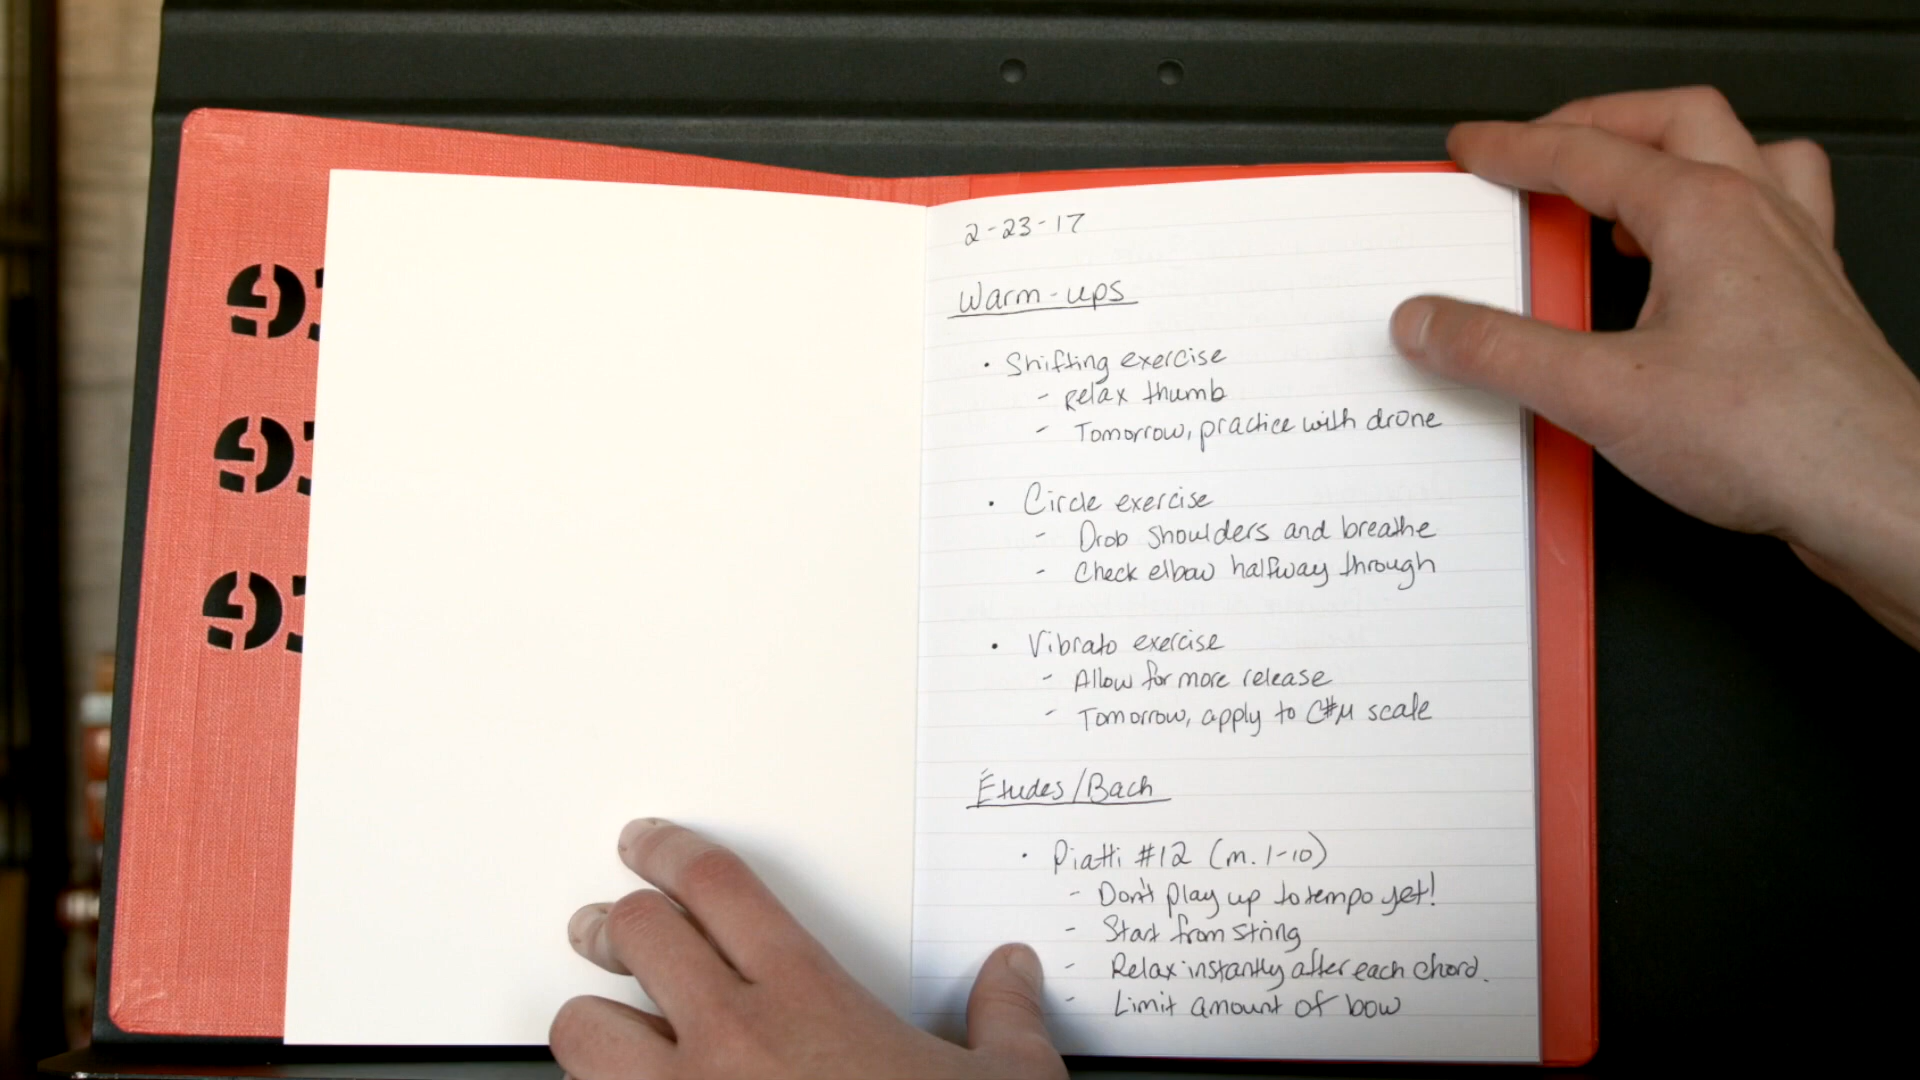 2-23-17
Warm-ups
• Shifting exercise
- Relax thumb
- Tomorrow, practice with drone
• Circle exercise
- Drob shoulders and breathe
- Check elbow halfway through
• Vibrato exercise
- Allow for more release
- Tomorrow, apply to C#M scale
Études/Bach
• Piatti #12 (m. 1-10)
- Don't play up to tempo yet!
- Start from string
- Relax instantly after each chord.
- Limit amount of bow